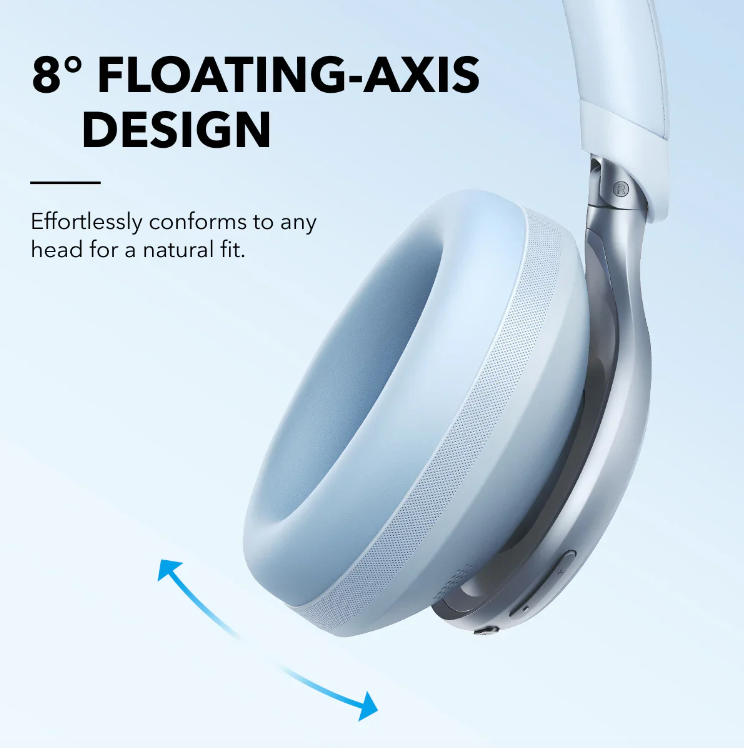 8° FLOATING-AXIS
DESIGN
Effortlessly conforms to any
head for a natural fit.
R